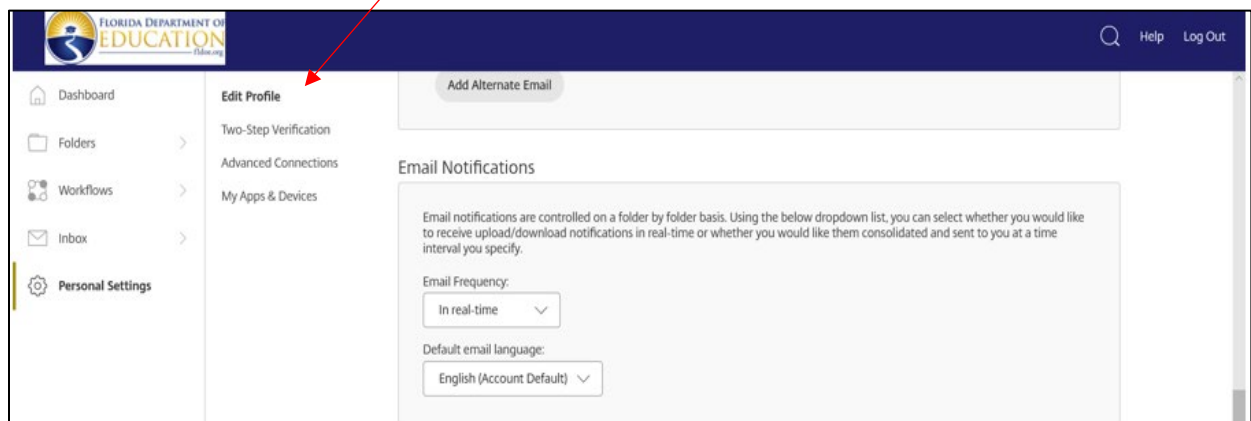 FLORIDA DEPARTMENT OF
EDUCATION
fldoe.org
Help
Log Out
Dashboard
Folders
Workflows
Inbox
Personal Settings
Edit Profile
Two-Step Verification
Advanced Connections
My Apps & Devices
Add Alternate Email
Email Notifications
Email notifications are controlled on a folder by folder basis. Using the below dropdown list, you can select whether you would like
to receive upload/download notifications in real-time or whether you would like them consolidated and sent to you at a time
interval you specify.
Email Frequency:
In real-time
Default email language:
English (Account Default)